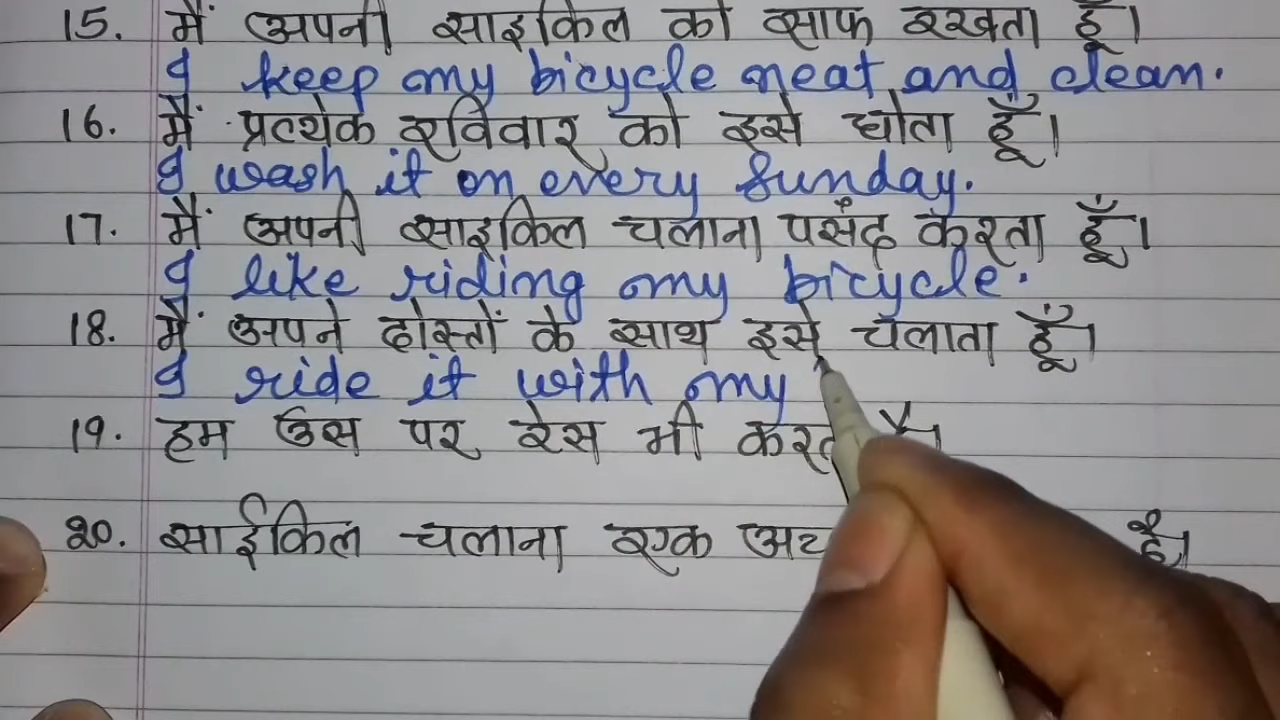 15. मैं अपनी साइकिल को साफ रखता हूँ।
I keep my bicycle neat and clean.
16. मैं प्रत्येक रविवार को इसे धोता हूँ।
I wash it on every Sunday.
17. मैं अपनी साइकिल चलाना पसंद करता हूँ।
I like riding my bicycle.
18. मैं अपने दोस्तों के साथ इसे चलाता हूँ।
I ride it with my
19. हम उस पर रेस भी
20. साईकिल चलाना एक है।